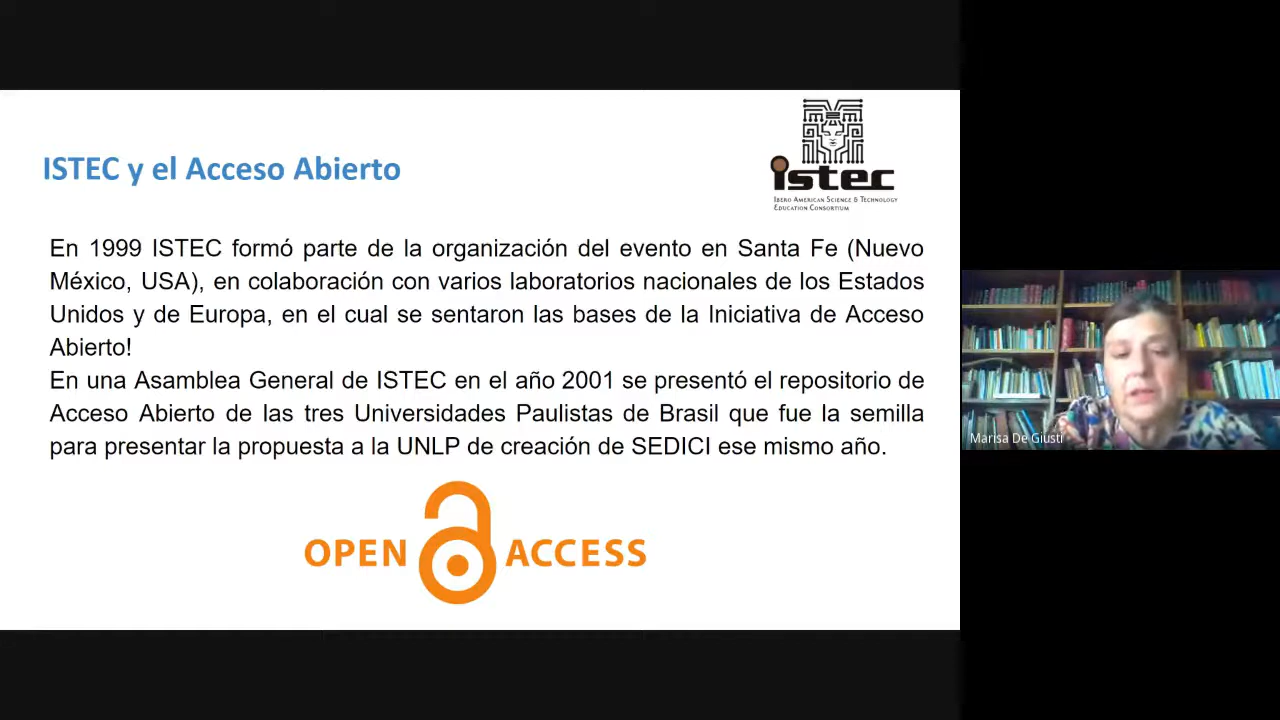 istec
IBERO AMERICAN SCIENCE & TECHNOLOGY
EDUCATION CONSORTIUM
ISTEC y el Acceso Abierto
En 1999 ISTEC formó parte de la organización del evento en Santa Fe (Nuevo
México, USA), en colaboración con varios laboratorios nacionales de los Estados
Unidos y de Europa, en el cual se sentaron las bases de la Iniciativa de Acceso
Abierto!
En una Asamblea General de ISTEC en el año 2001 se presentó el repositorio de
Acceso Abierto de las tres Universidades Paulistas de Brasil que fue la semilla
para presentar la propuesta a la UNLP de creación de SEDICI ese mismo año.
OPEN ACCESS
Marisa De Giusti